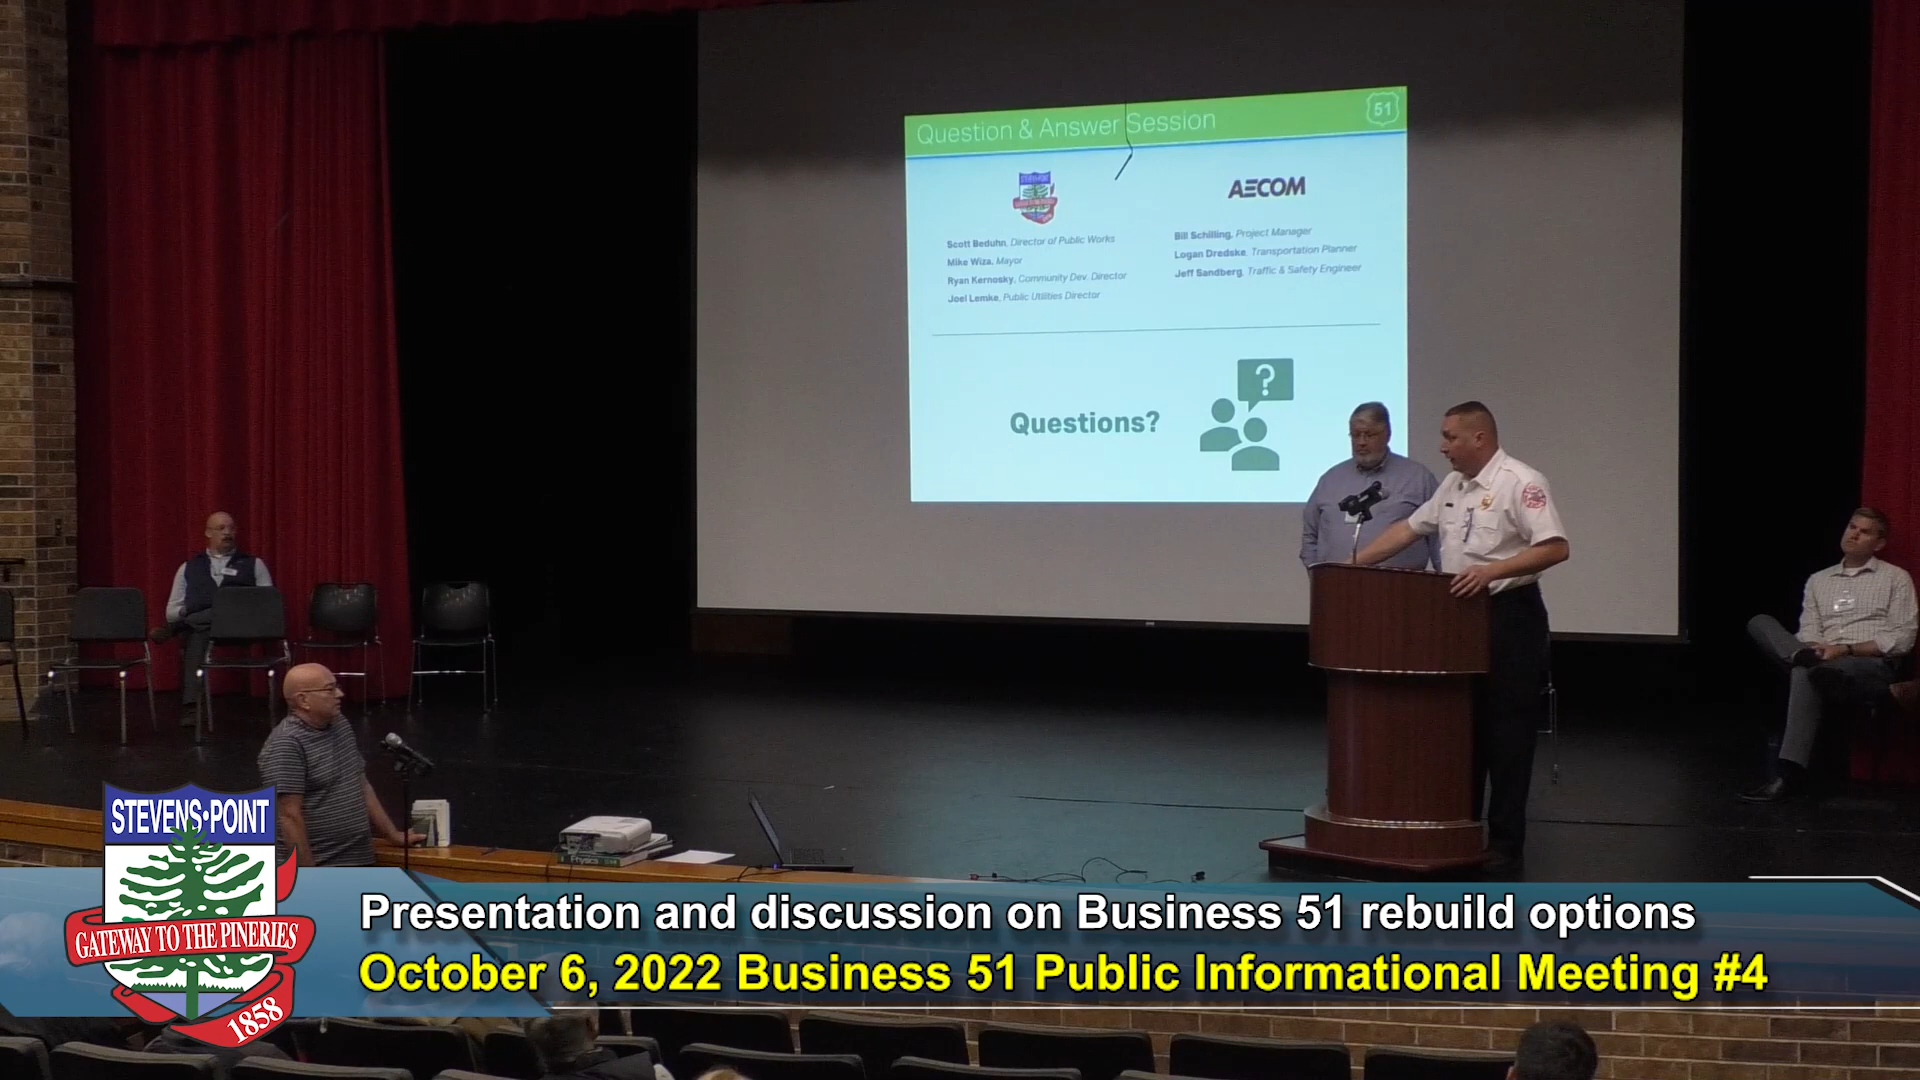 Question & Answer Session
51
AECOM
Scott Beduhn, Director of Public Works
Mike Wiza, Mayor
Ryan Kernosky, Community Dev. Director
Joel Lemke, Public Utilities Director
Bill Schilling, Project Manager
Logan Dredske, Transportation Planner
Jeff Sandberg, Traffic & Safety Engineer
Questions?
?
Physics
STEVENS·POINT
GATEWAY TO THE PINERIES
1858
Presentation and discussion on Business 51 rebuild options
October 6, 2022 Business 51 Public Informational Meeting #4